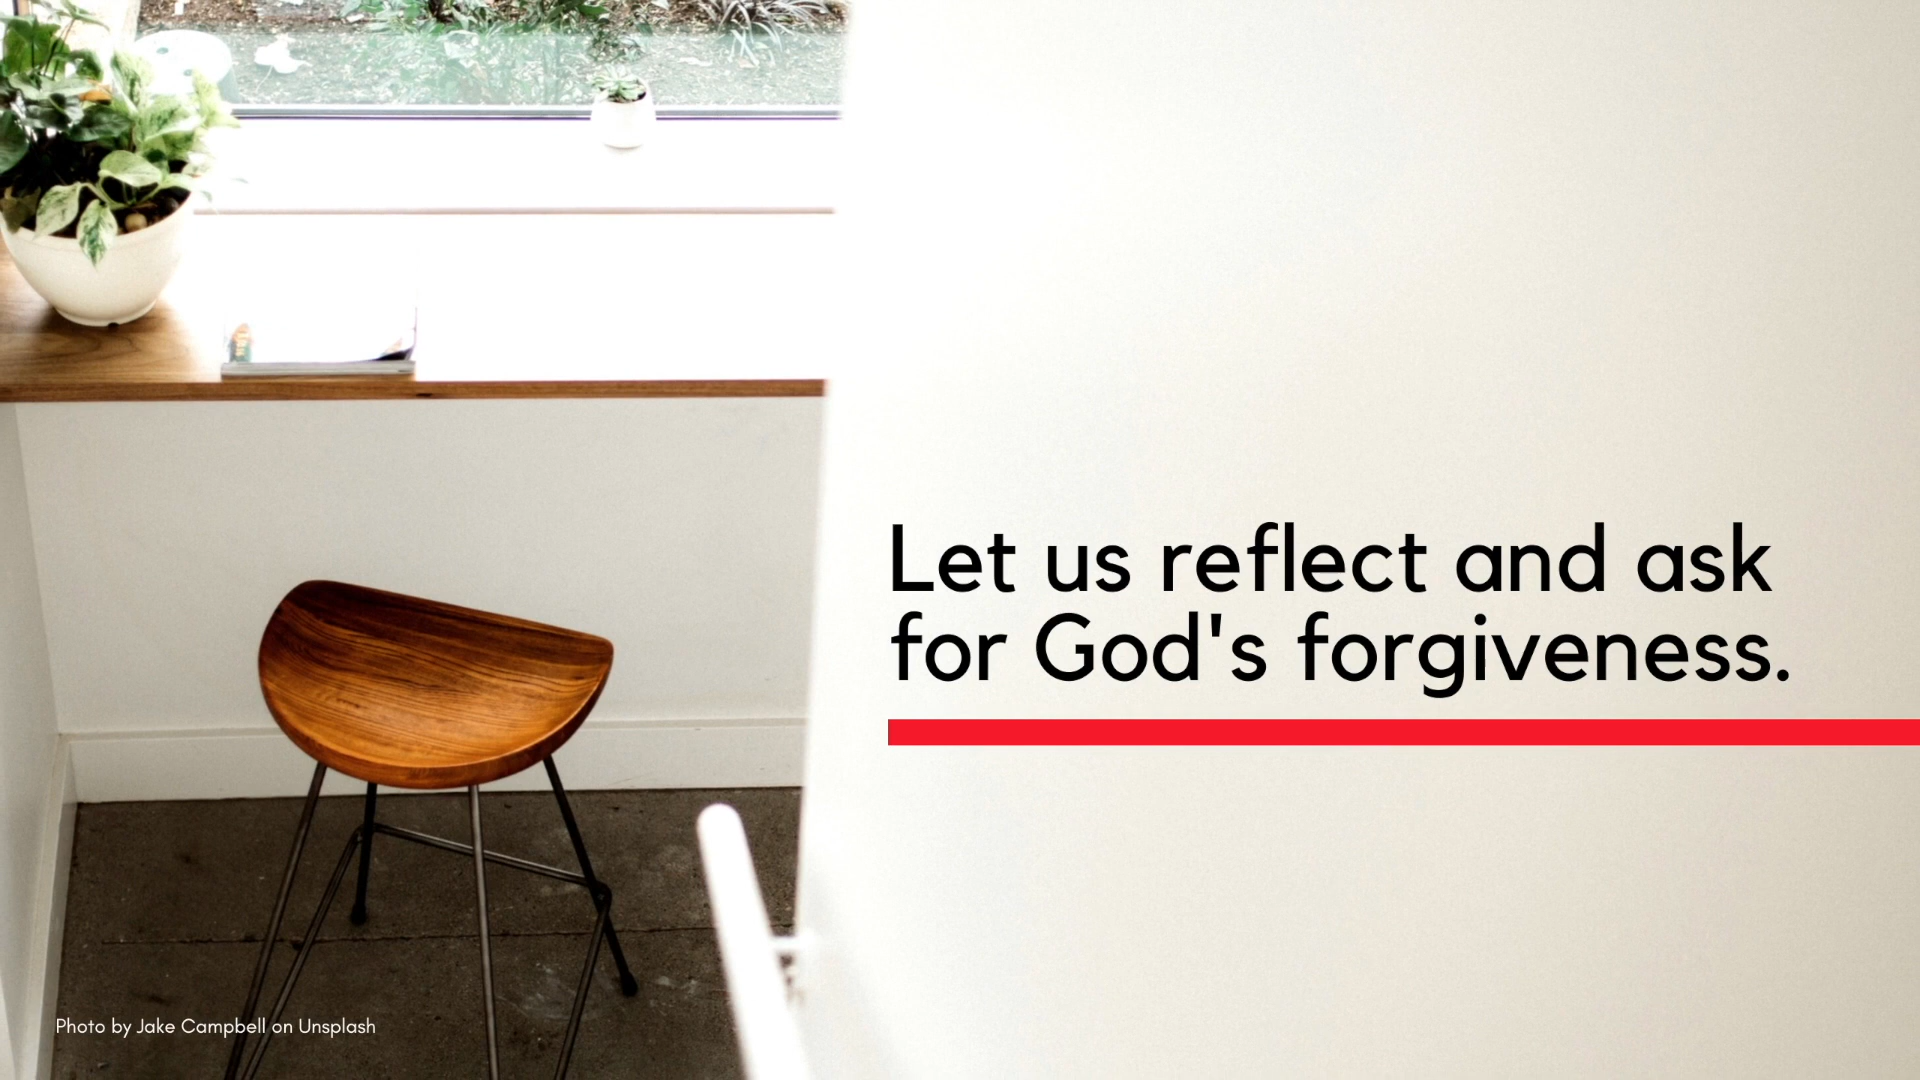 Let us reflect and ask
for God's forgiveness.
Photo by Jake Campbell on Unsplash